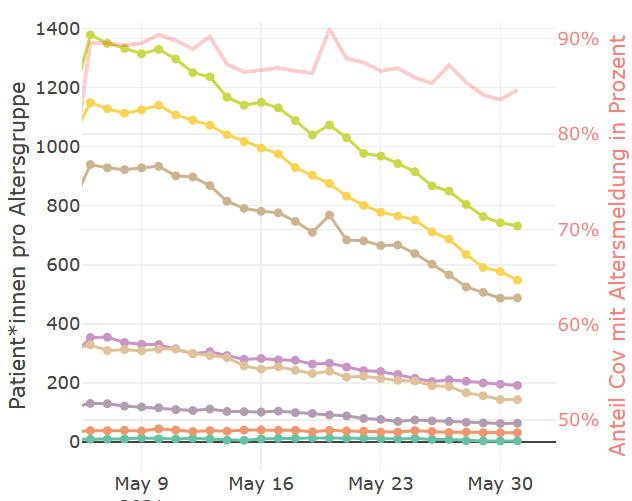 1400
1200
1000
800
600
400
200
0
Patient*innen pro Altersgruppe
90%
80%
70%
60%
50%
Anteil Cov mit Altersmeldung in Prozent
May 9
May 16
May 23
May 30
2021